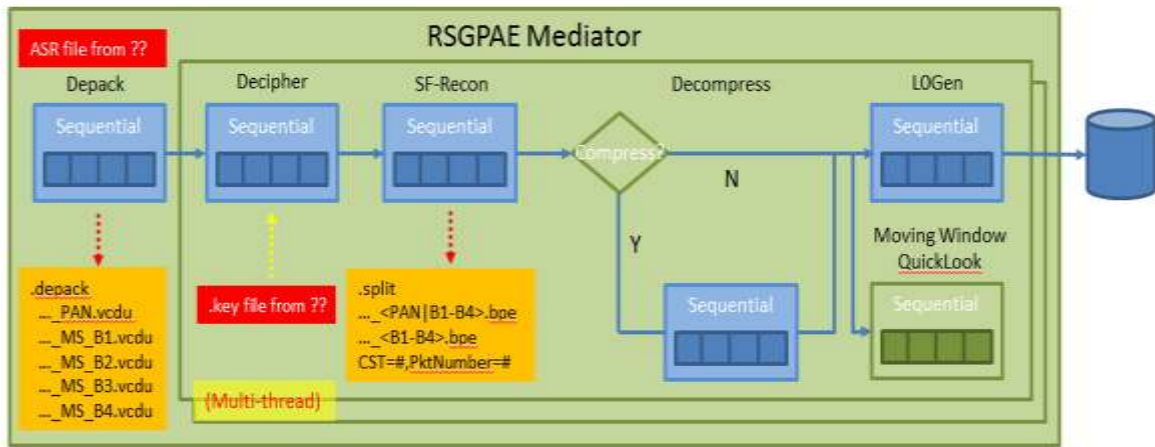 RSGPAE Mediator
ASR file from ??
Depack
Decipher
SF-Recon
Decompress
L0Gen
Sequential
Sequential
Sequential
Compress?
Sequential
N
Y
Moving Window
QuickLook
Sequential
Sequential
.depack
..._PAN.vcdu
..._MS_B1.vcdu
..._MS_B2.vcdu
..._MS_B3.vcdu
..._MS_B4.vcdu
.key file from ??
.split
..._<PAN|B1-B4>.bpe
..._<B1-B4>.bpe
CST=#,PktNumber=#
(Multi-thread)